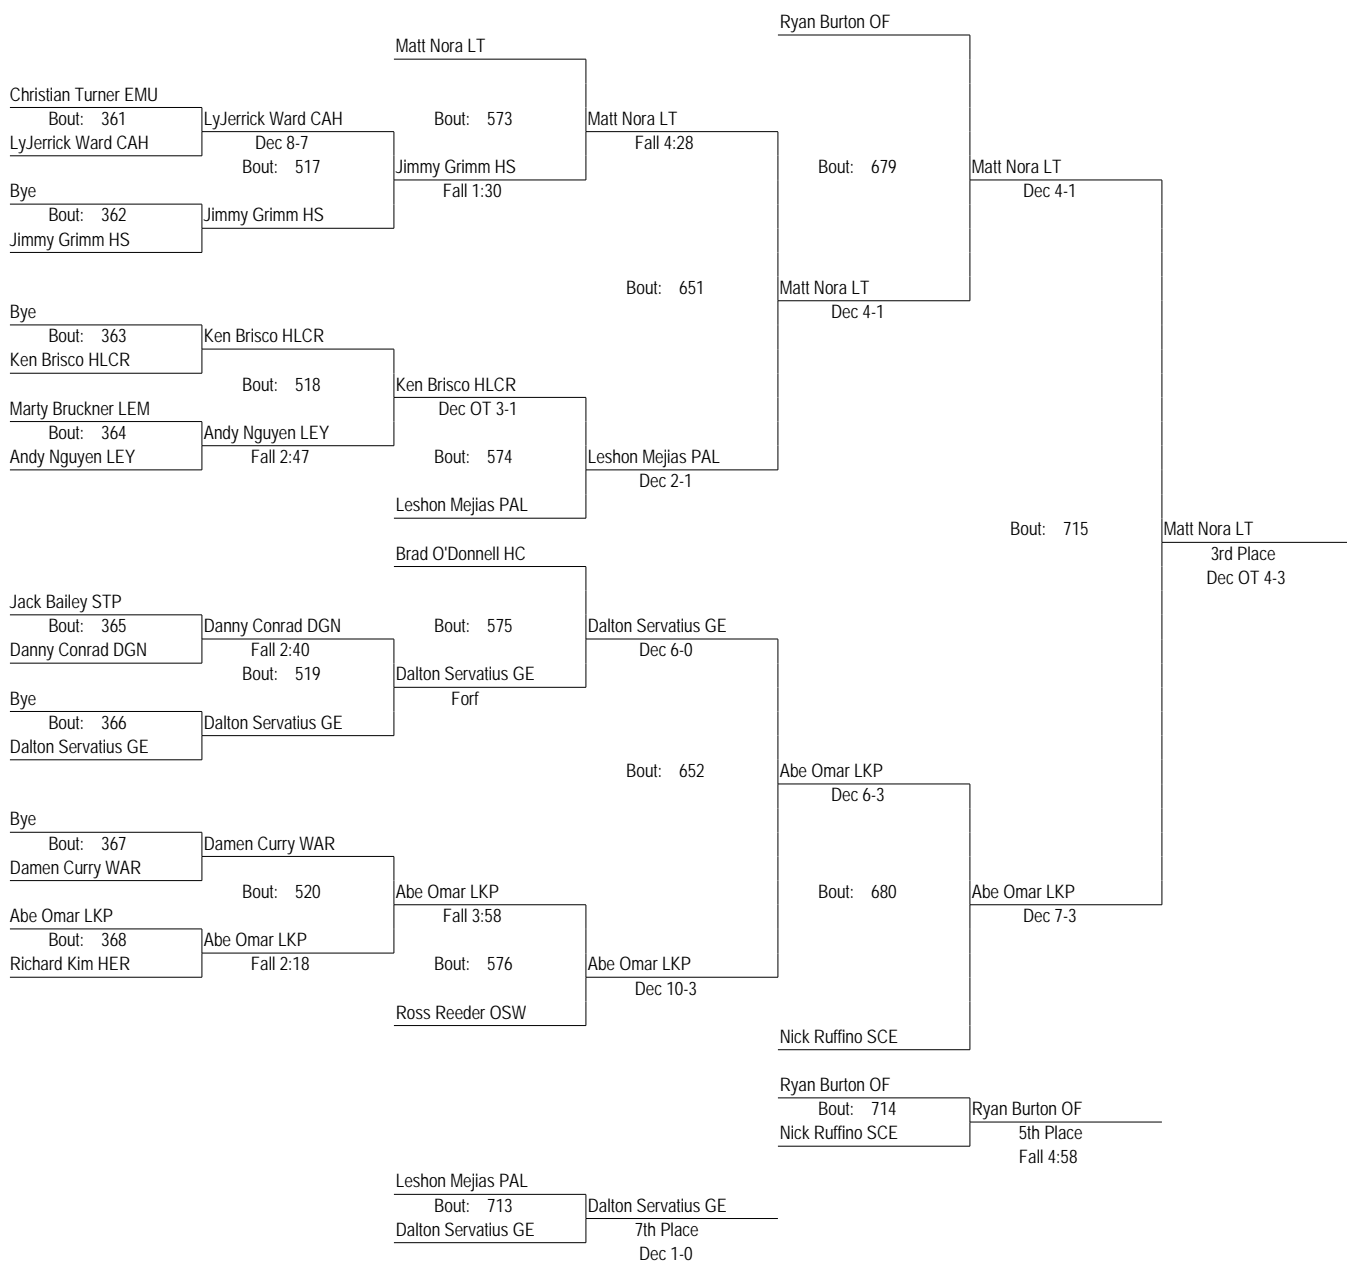 Ryan Burton OF
Matt Nora LT
Christian Turner EMU
Bout: 361
LyJerrick Ward CAH
LyJerrick Ward CAH
Dec 8-7
Bout: 573
Matt Nora LT
Fall 4:28
Bout: 517
Jimmy Grimm HS
Fall 1:30
Bout: 679
Matt Nora LT
Dec 4-1
Bye
Bout: 362
Jimmy Grimm HS
Jimmy Grimm HS
Bout: 651
Matt Nora LT
Dec 4-1
Bye
Bout: 363
Ken Brisco HLCR
Ken Brisco HLCR
Bout: 518
Ken Brisco HLCR
Dec OT 3-1
Marty Bruckner LEM
Bout: 364
Andy Nguyen LEY
Andy Nguyen LEY
Fall 2:47
Bout: 574
Leshon Mejias PAL
Dec 2-1
Leshon Mejias PAL
Bout: 715
Matt Nora LT
3rd Place
Dec OT 4-3
Brad O'Donnell HC
Jack Bailey STP
Bout: 365
Danny Conrad DGN
Danny Conrad DGN
Fall 2:40
Bout: 575
Dalton Servatius GE
Dec 6-0
Bout: 519
Dalton Servatius GE
Forf
Bye
Bout: 366
Dalton Servatius GE
Dalton Servatius GE
Bout: 652
Abe Omar LKP
Dec 6-3
Bye
Bout: 367
Damen Curry WAR
Damen Curry WAR
Bout: 520
Abe Omar LKP
Fall 3:58
Bout: 680
Abe Omar LKP
Dec 7-3
Abe Omar LKP
Bout: 368
Richard Kim HER
Abe Omar LKP
Fall 2:18
Bout: 576
Abe Omar LKP
Dec 10-3
Ross Reeder OSW
Nick Ruffino SCE
Ryan Burton OF
Bout: 714
Nick Ruffino SCE
Ryan Burton OF
5th Place
Fall 4:58
Leshon Mejias PAL
Bout: 713
Dalton Servatius GE
Dalton Servatius GE
7th Place
Dec 1-0